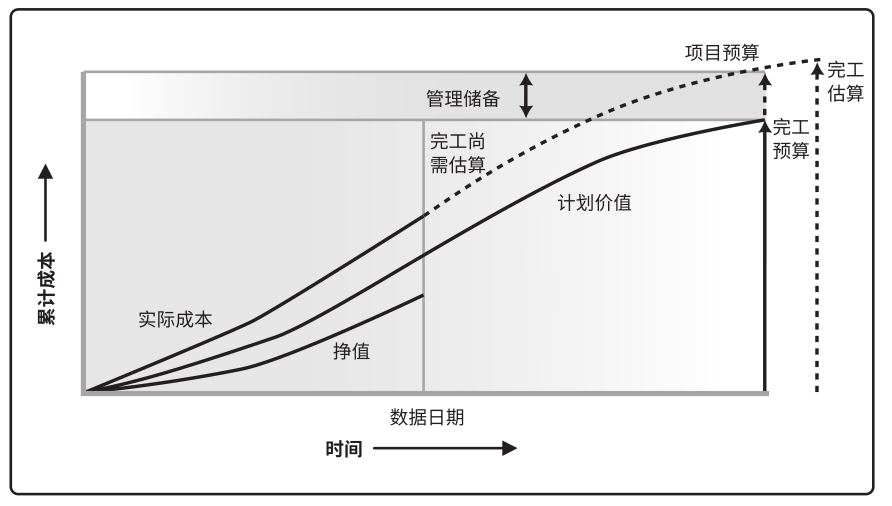 项目预算
完工
估算
管理储备
完工
预算
完工尚
需估算
计划价值
累计成本
实际成本
挣值
数据日期
时间